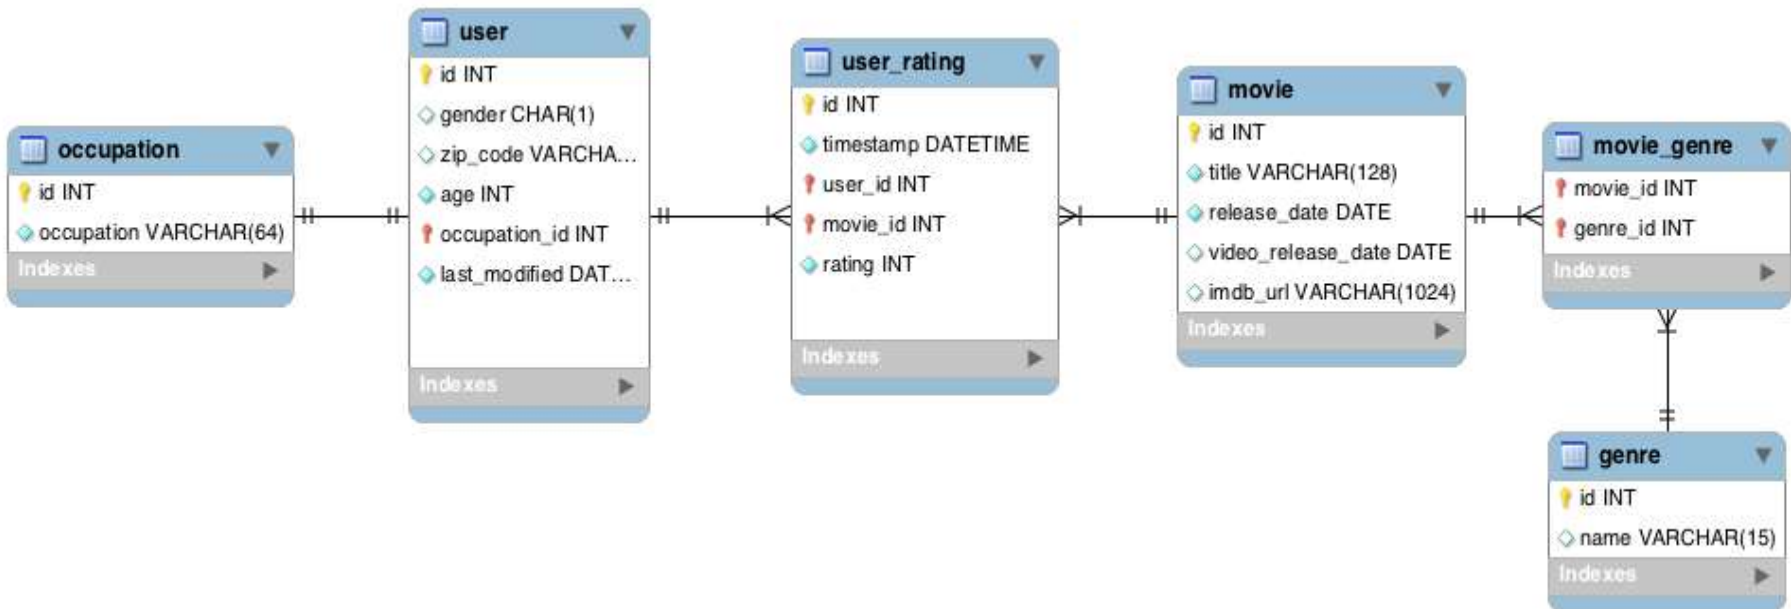 occupation
id INT
occupation VARCHAR(64)
Indexes
user
id INT
gender CHAR(1)
zip_code VARCHA...
age INT
occupation_id INT
last_modified DAT...
Indexes
user_rating
id INT
timestamp DATETIME
user_id INT
movie_id INT
rating INT
Indexes
movie
id INT
title VARCHAR(128)
release_date DATE
video_release_date DATE
imdb_url VARCHAR(1024)
Indexes
movie_genre
movie_id INT
genre_id INT
Indexes
genre
id INT
name VARCHAR(15)
Indexes